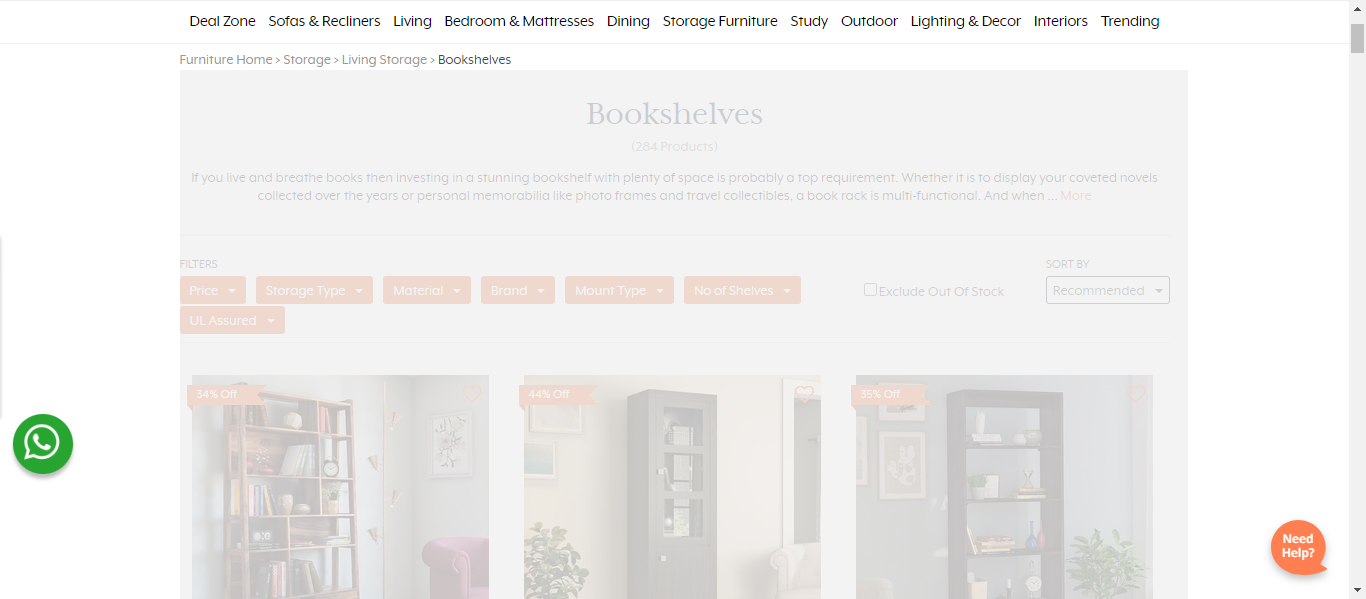 Deal Zone Sofas & Recliners Living Bedroom & Mattresses Dining Storage Furniture Study Outdoor Lighting & Decor Interiors Trending
Furniture Home > Storage > Living Storage > Bookshelves
Bookshelves
(284 Products)
If you live and breathe books then investing in a stunning bookshelf with plenty of space is probably a top requirement. Whether it is to display your coveted novels
collected over the years or personal memorabilia like photo frames and travel collectibles, a book rack is multi-functional. And when ... More
FILTERS
SORT BY
Price Storage Type Material Brand Mount Type No of Shelves Exclude Out Of Stock Recommended
UL Assured
34% Off 44% Off 35% Off
Need
Help?